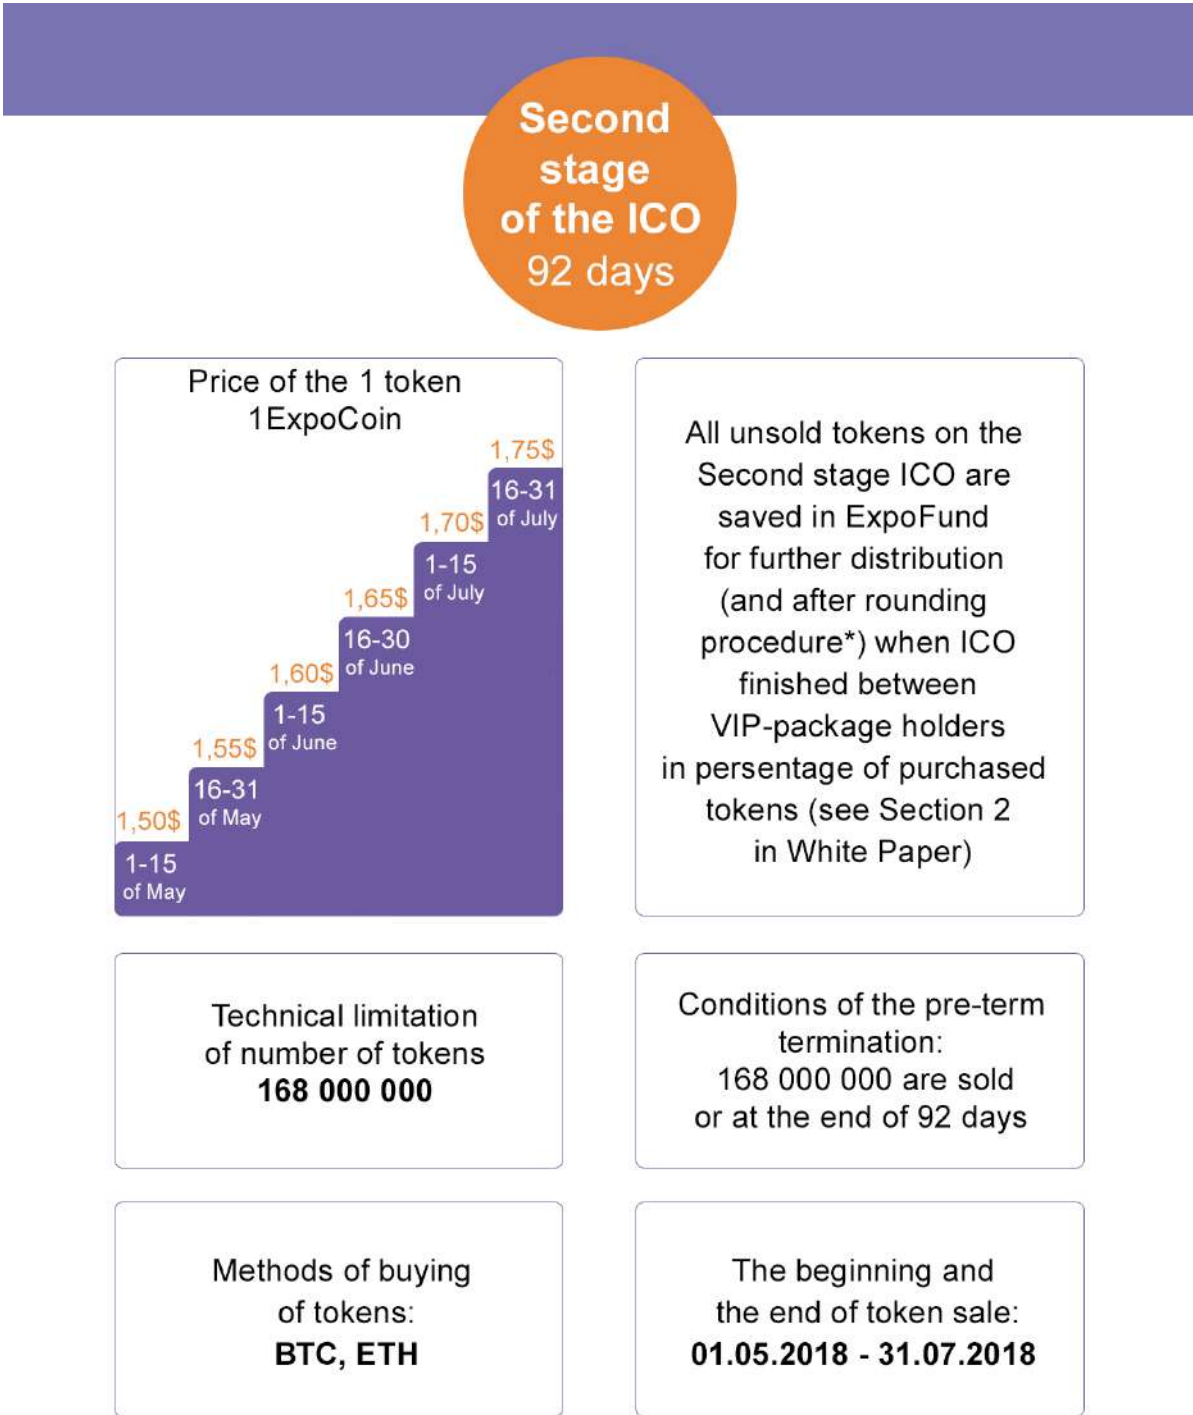 Second
stage
of the ICO
92 days
Price of the 1 token
1ExpoCoin
1,75$
16-31
of July
1,70$
1-15
of July
1,65$
16-30
of June
1,60$
1-15
of June
1,55$
16-31
of May
1,50$
1-15
of May
All unsold tokens on the
Second stage ICO are
saved in ExpoFund
for further distribution
(and after rounding
procedure*) when ICO
finished between
VIP-package holders
in persentage of purchased
tokens (see Section 2
in White Paper)
Technical limitation
of number of tokens
168 000 000
Conditions of the pre-term
termination:
168 000 000 are sold
or at the end of 92 days
Methods of buying
of tokens:
BTC, ETH
The beginning and
the end of token sale:
01.05.2018 - 31.07.2018